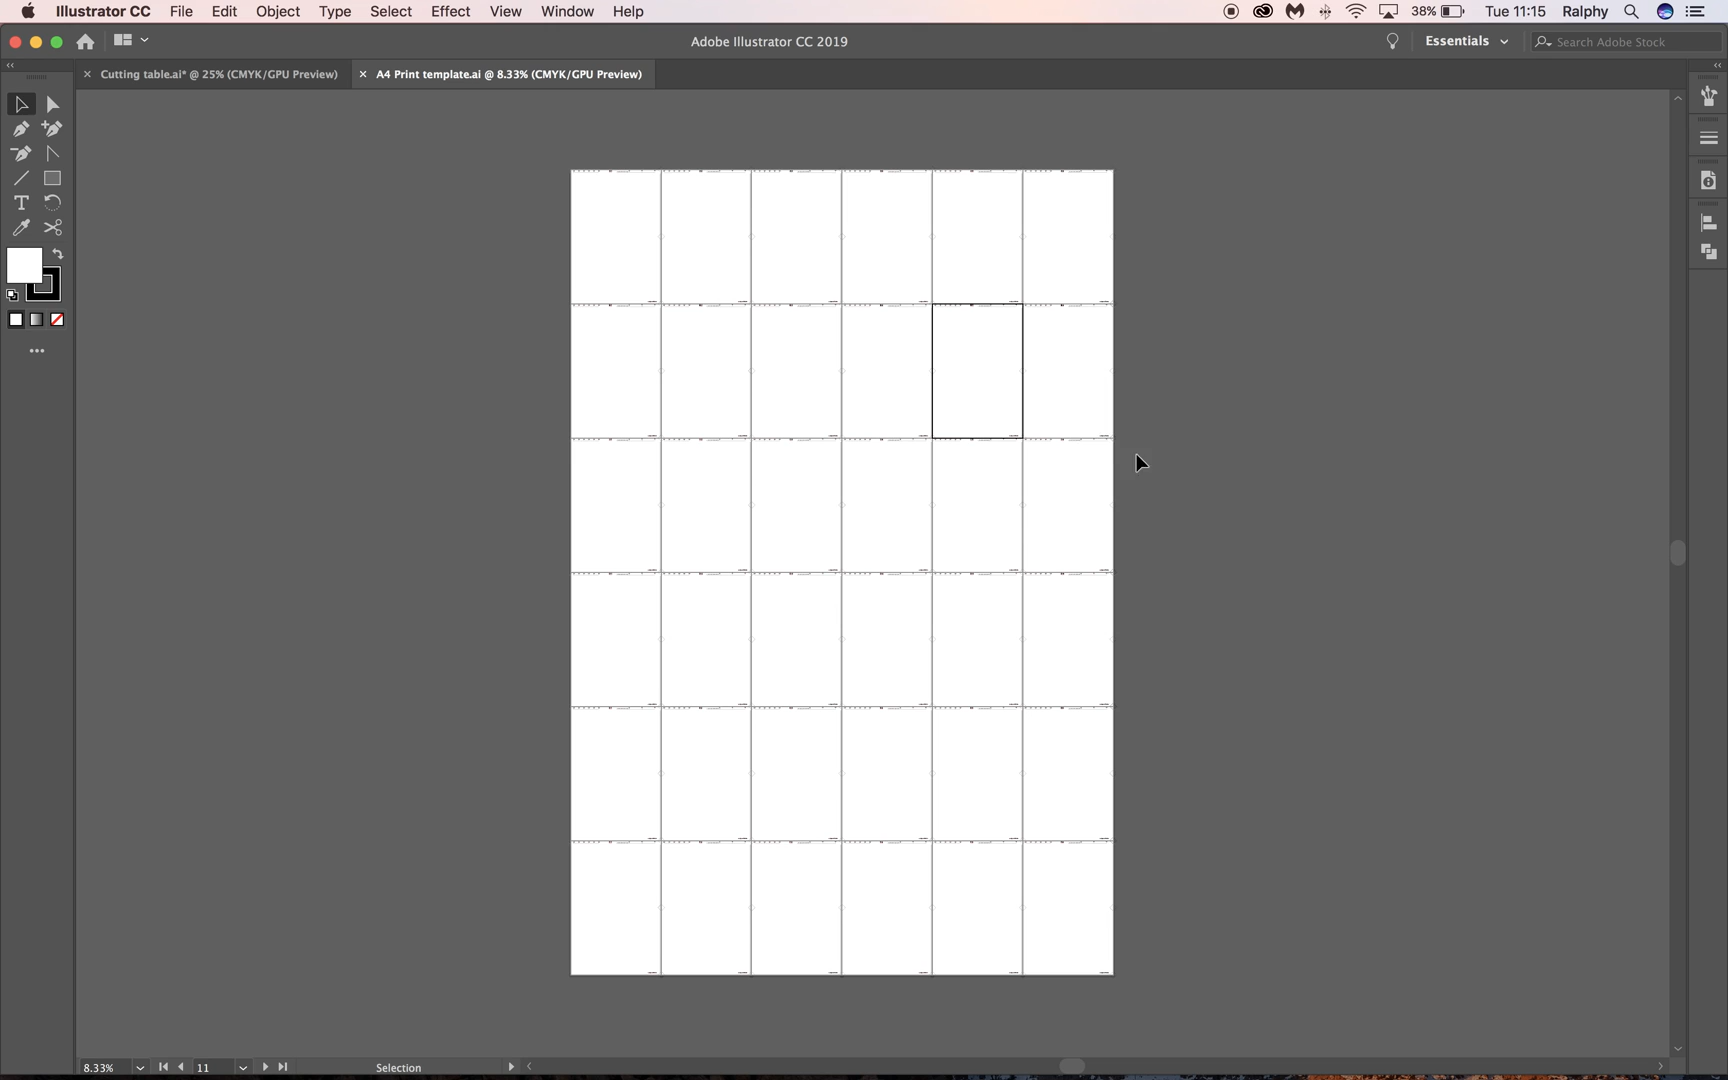 Illustrator CC File Edit Object Type Select Effect View Window Help 38% Tue 11:15 Ralphy
Adobe Illustrator CC 2019 Essentials Search Adobe Stock
Cutting table.ai* @ 25% (CMYK/GPU Preview) A4 Print template.ai @ 8.33% (CMYK/GPU Preview)
8.33% 11 Selection